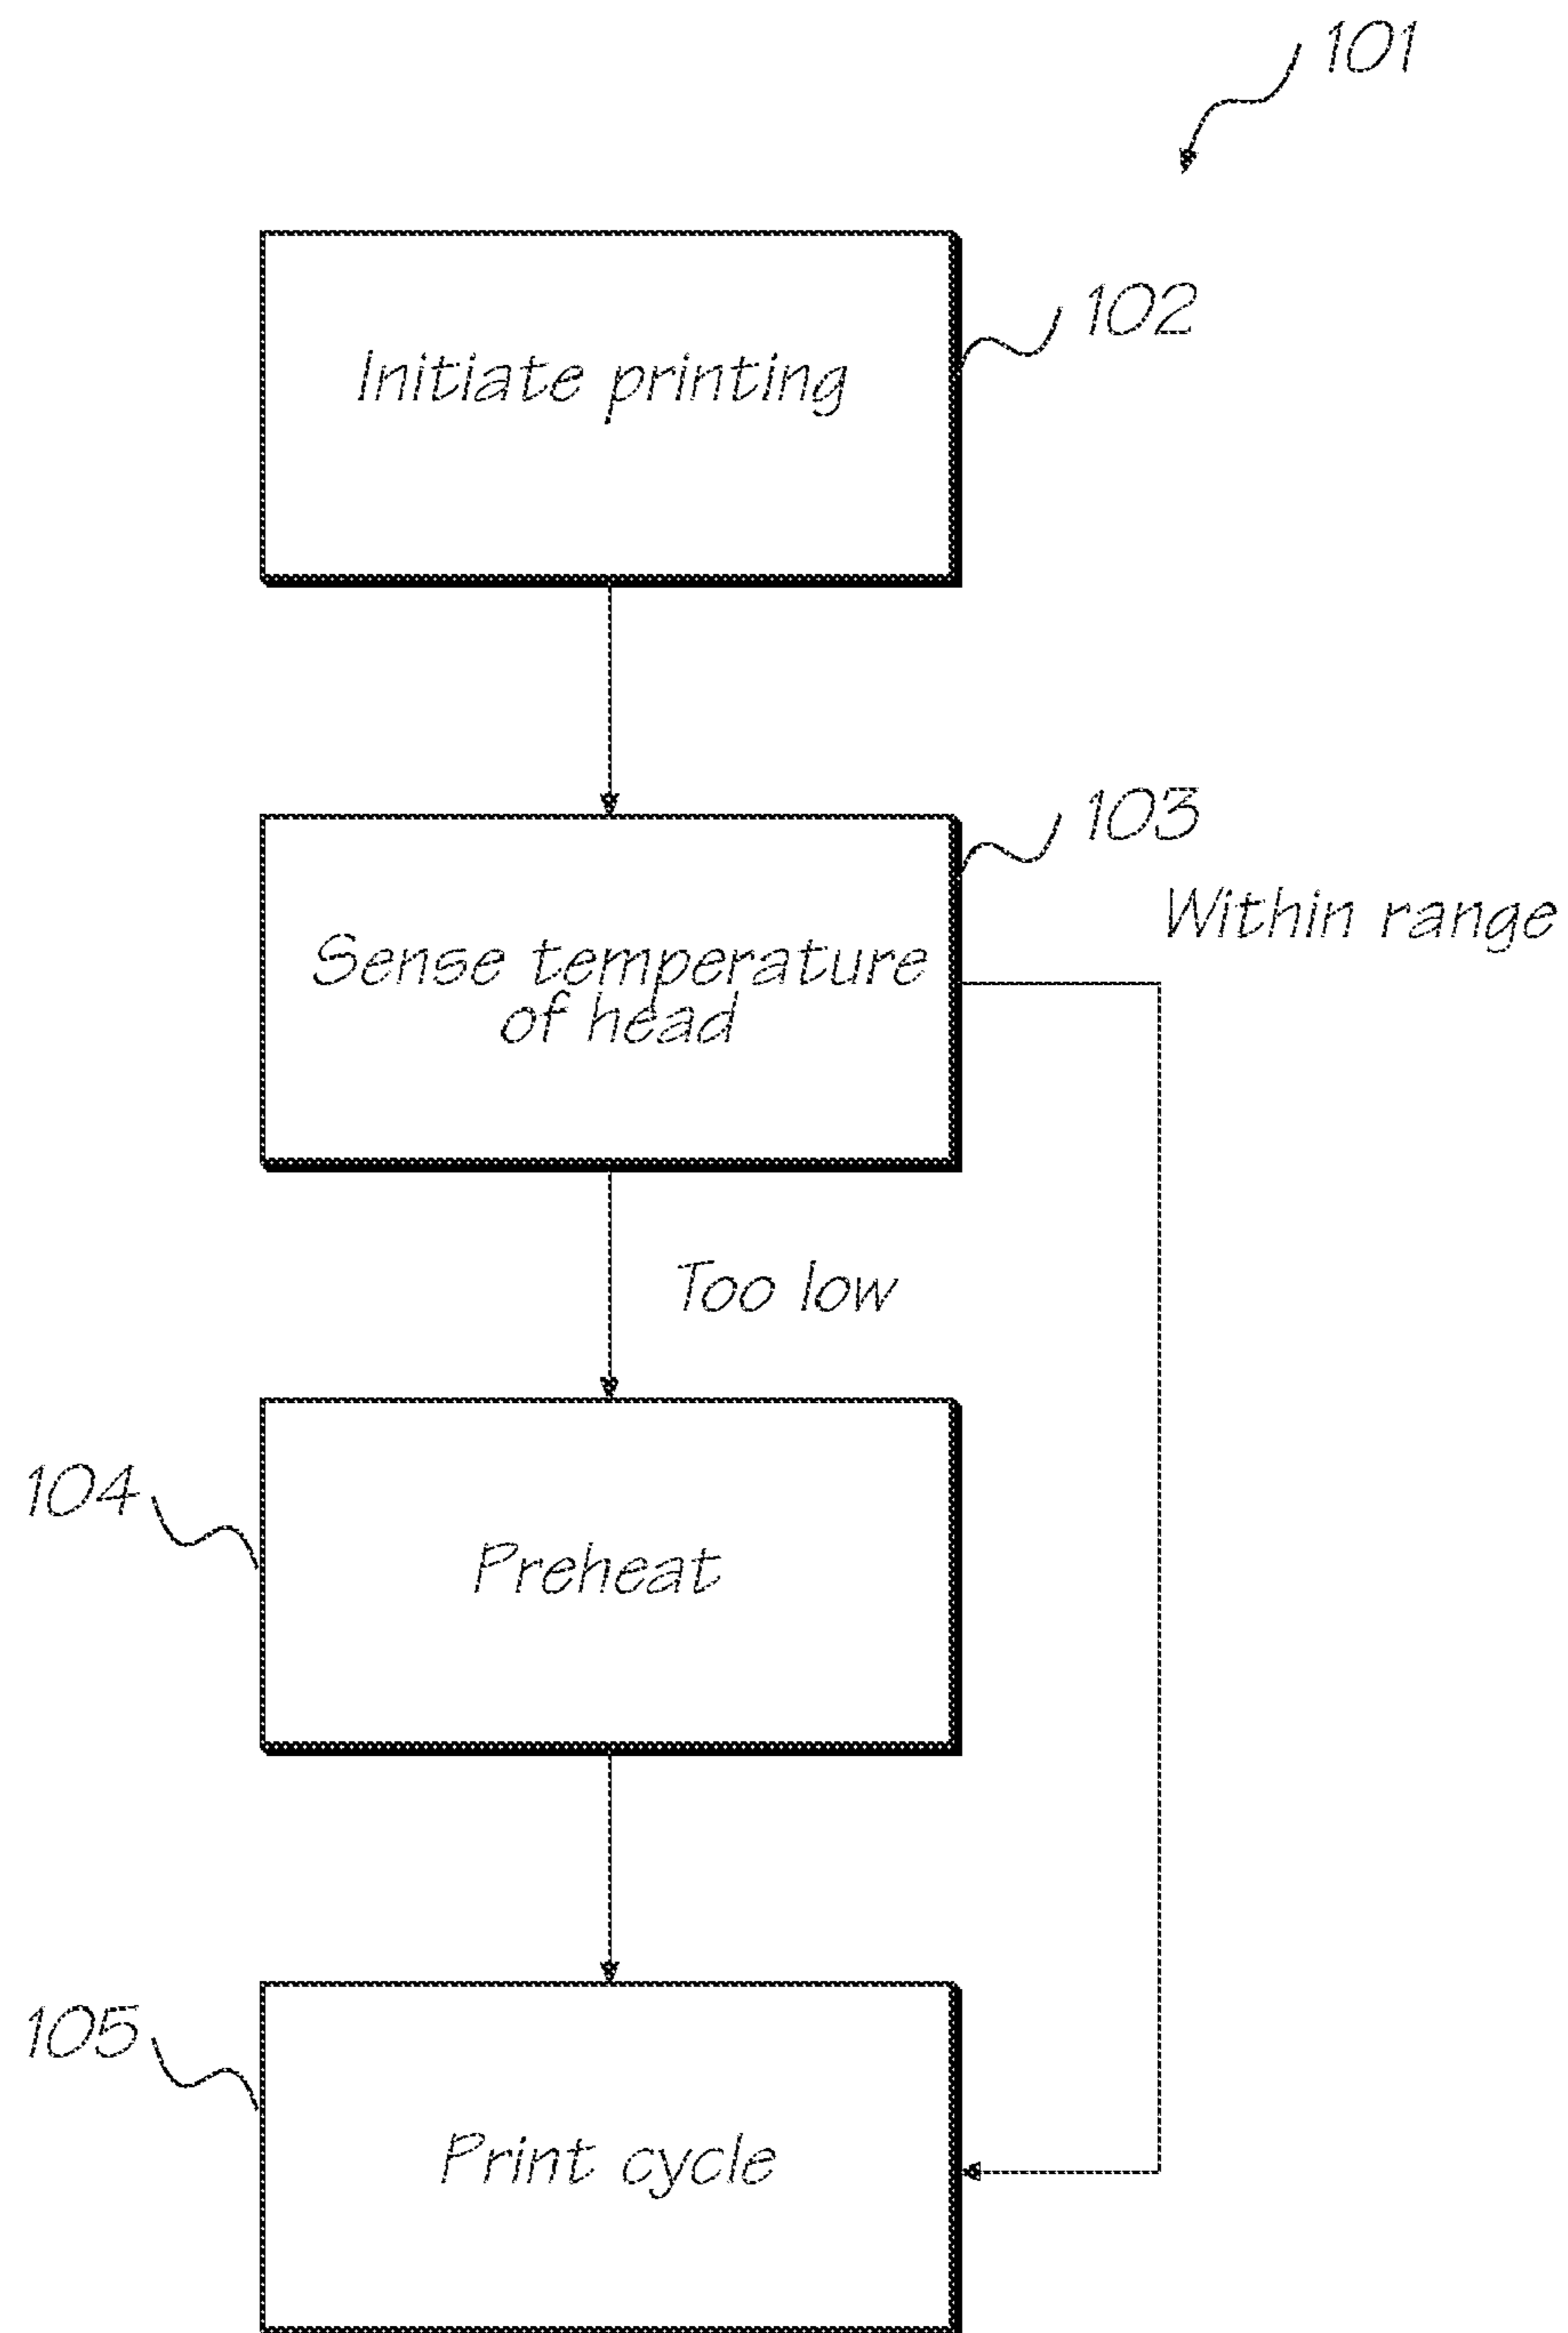 101
Initiate printing
102
103
Within range
Sense temperature
of head
Too low
104
Preheat
105
Print cycle